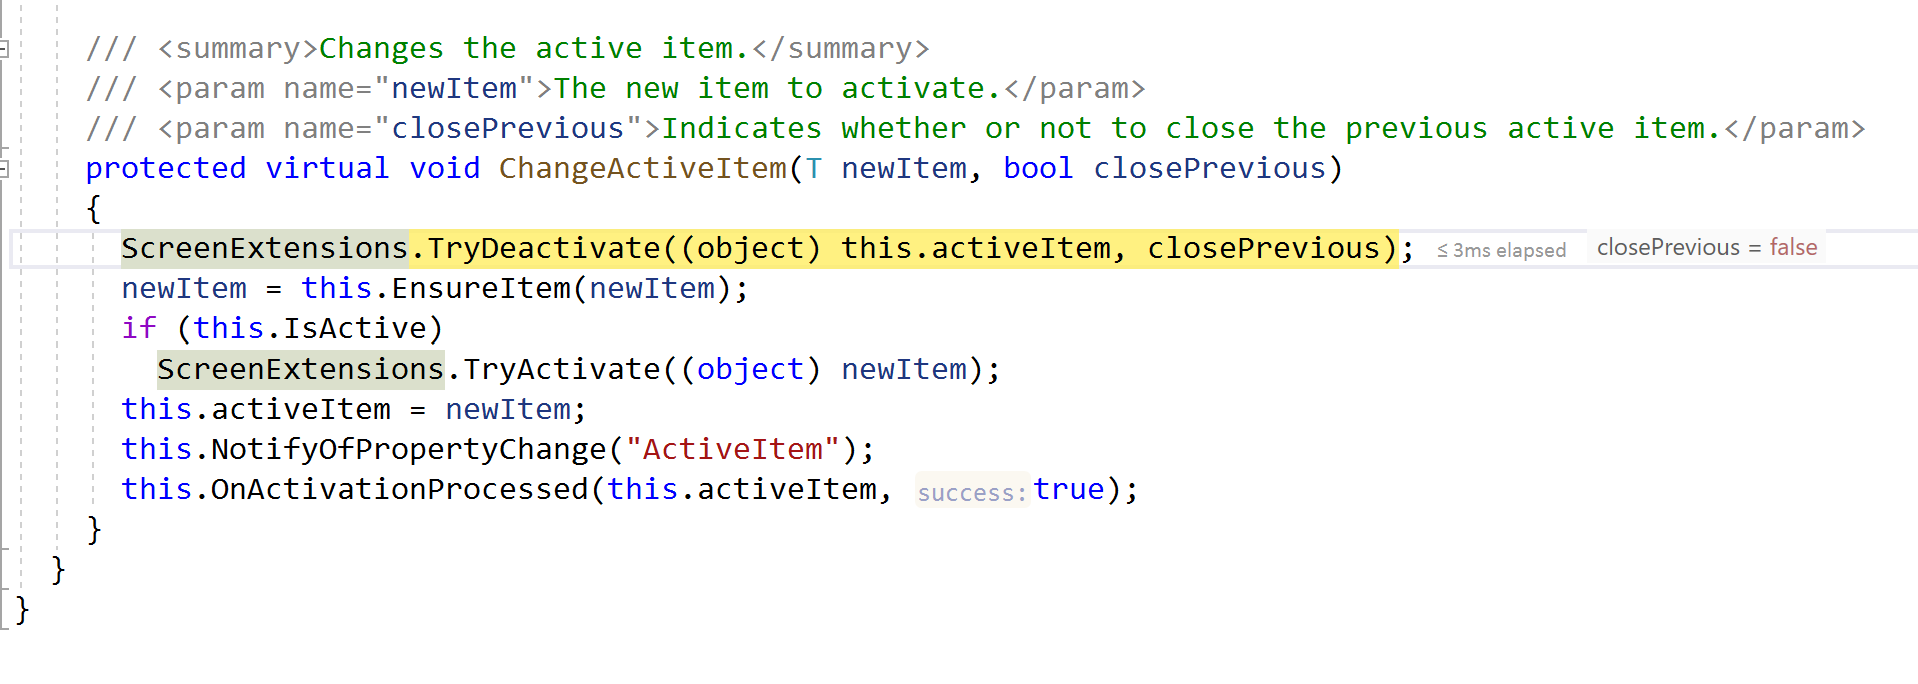 /// <summary>Changes the active item.</summary>
/// <param name="newItem">The new item to activate.</param>
/// <param name="closePrevious">Indicates whether or not to close the previous active item.</param>
protected virtual void ChangeActiveItem(T newItem, bool closePrevious)
{
ScreenExtensions.TryDeactivate((object) this.activeItem, closePrevious); ≤ 3ms elapsed closePrevious = false
newItem = this.EnsureItem(newItem);
if (this.IsActive)
ScreenExtensions.TryActivate((object) newItem);
this.activeItem = newItem;
this.NotifyOfPropertyChange("ActiveItem");
this.OnActivationProcessed(this.activeItem, success: true);
}
}
}